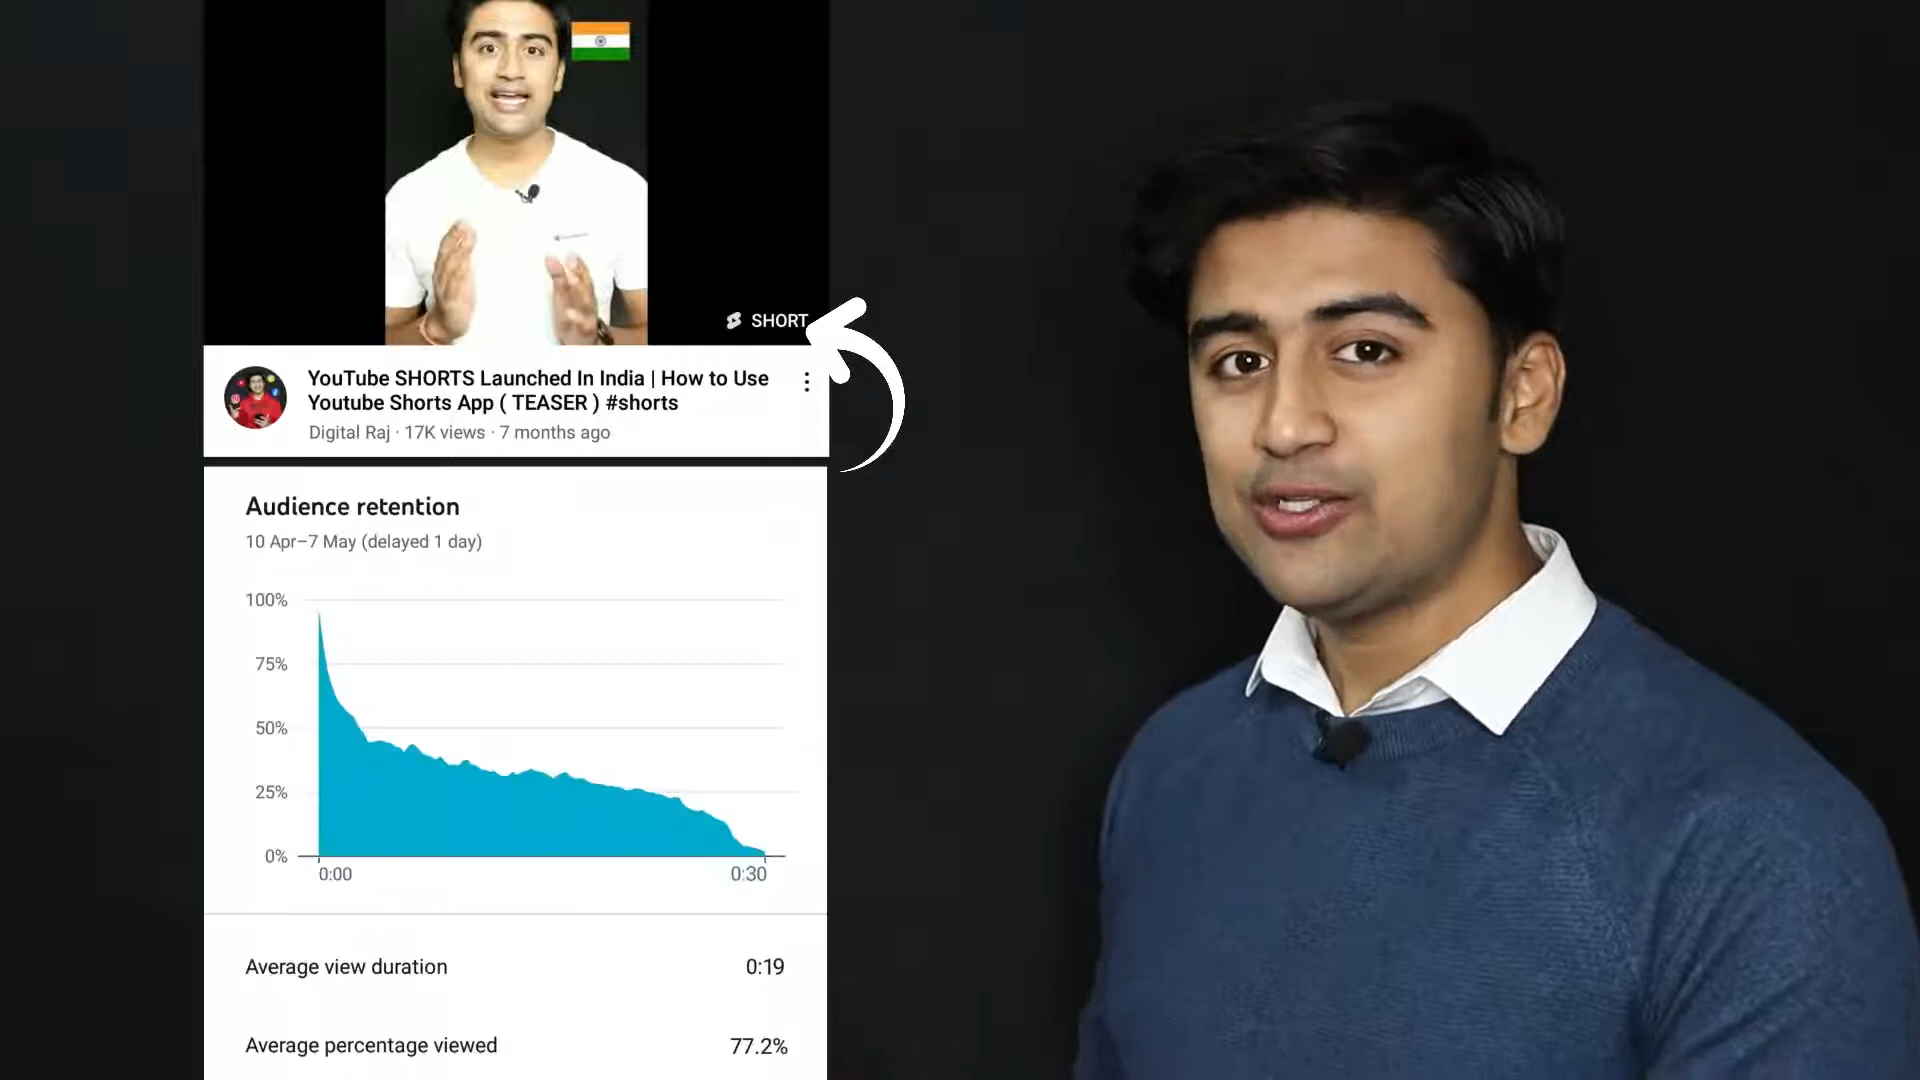 SHORT
YouTube SHORTS Launched In India | How to Use
Youtube Shorts App ( TEASER ) #shorts
Digital Raj · 17K views · 7 months ago
Audience retention
10 Apr–7 May (delayed 1 day)
100%
75%
50%
25%
0%
0:00
0:30
Average view duration
0:19
Average percentage viewed
77.2%